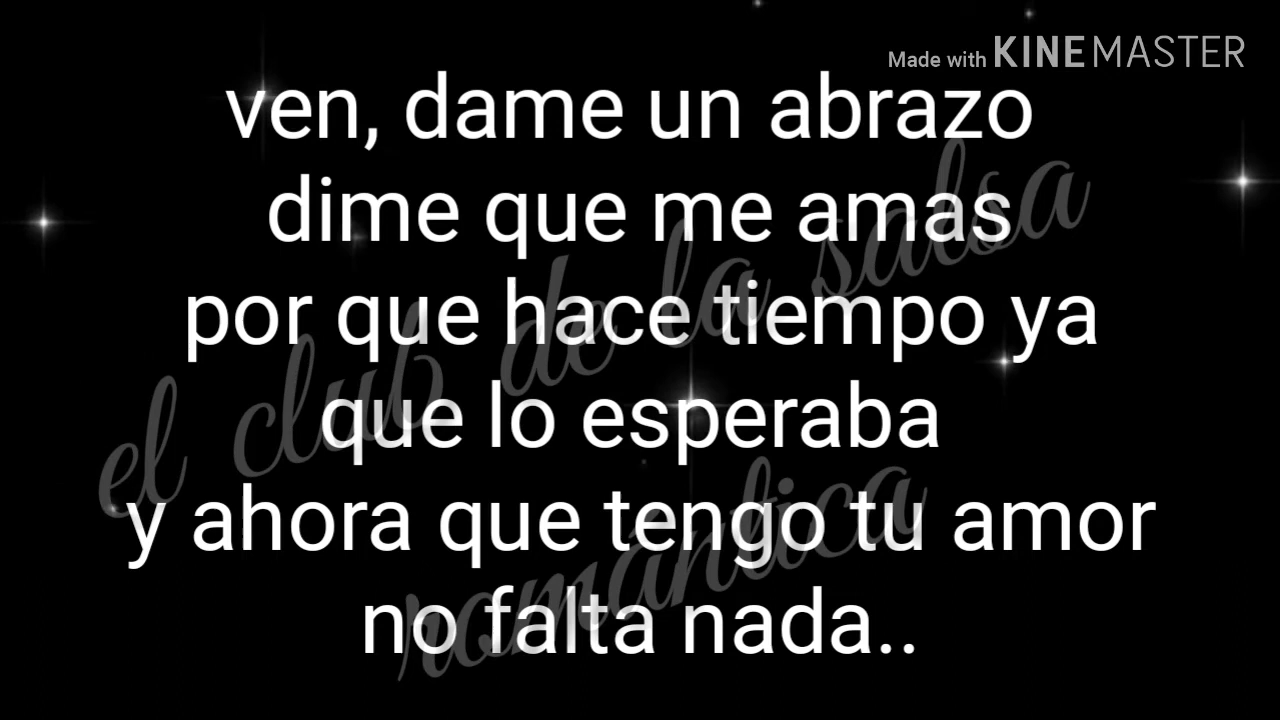 Made with KINEMASTER
ven, dame un abrazo
dime que me amas
por que hace tiempo ya
que lo esperaba
y ahora que tengo tu amor
no falta nada..
el club de la salsa
romántica